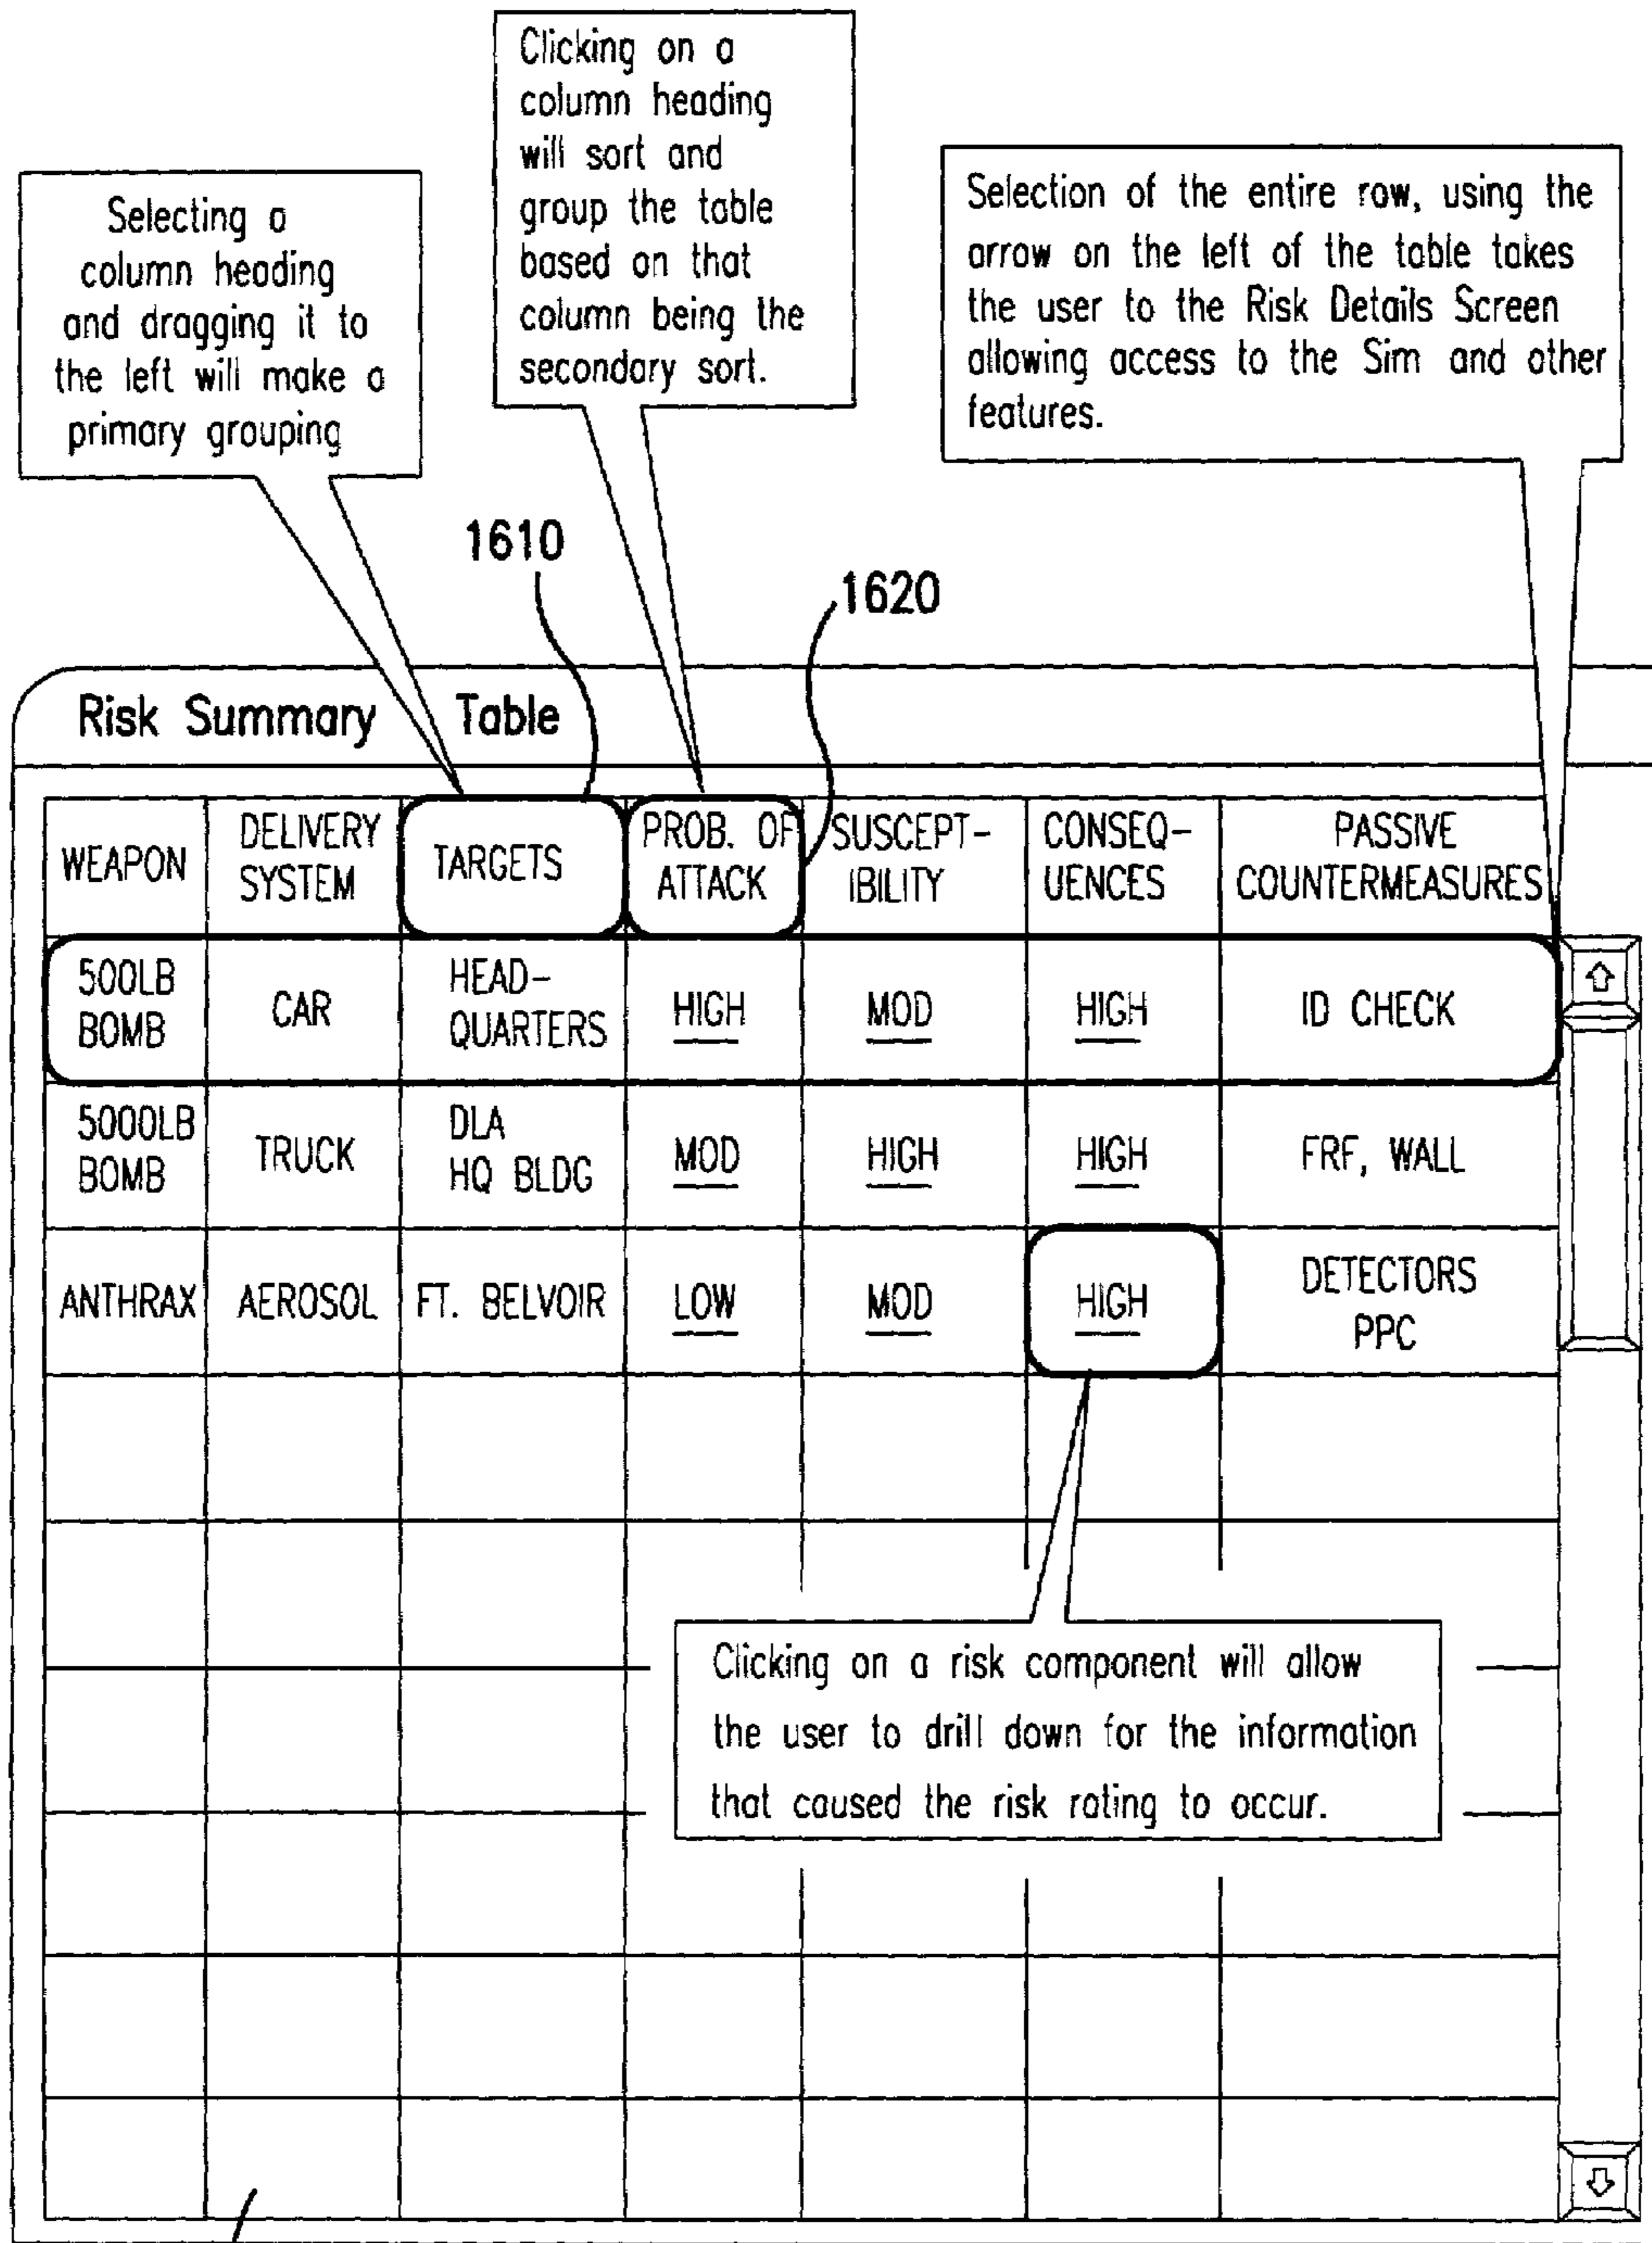 Clicking on a
column heading
will sort and
group the table
based on that
column being the
secondary sort.
Selecting a
column heading
and dragging it to
the left will make a
primary grouping
Selection of the entire row, using the
arrow on the left of the table takes
the user to the Risk Details Screen
allowing access to the Sim and other
features.
1610
1620
Risk Summary Table
WEAPON
DELIVERY
SYSTEM
TARGETS
PROB. OF
ATTACK
SUSCEPT-
IBILITY
CONSEQ-
UENCES
PASSIVE
COUNTERMEASURES
500LB
BOMB
CAR
HEAD-
QUARTERS
HIGH
MOD
HIGH
ID CHECK
5000LB
BOMB
TRUCK
DLA
HQ BLDG
MOD
HIGH
HIGH
FRF, WALL
ANTHRAX
AEROSOL
FT. BELVOIR
LOW
MOD
HIGH
DETECTORS
PPC
Clicking on a risk component will allow
the user to drill down for the information
that caused the risk rating to occur.